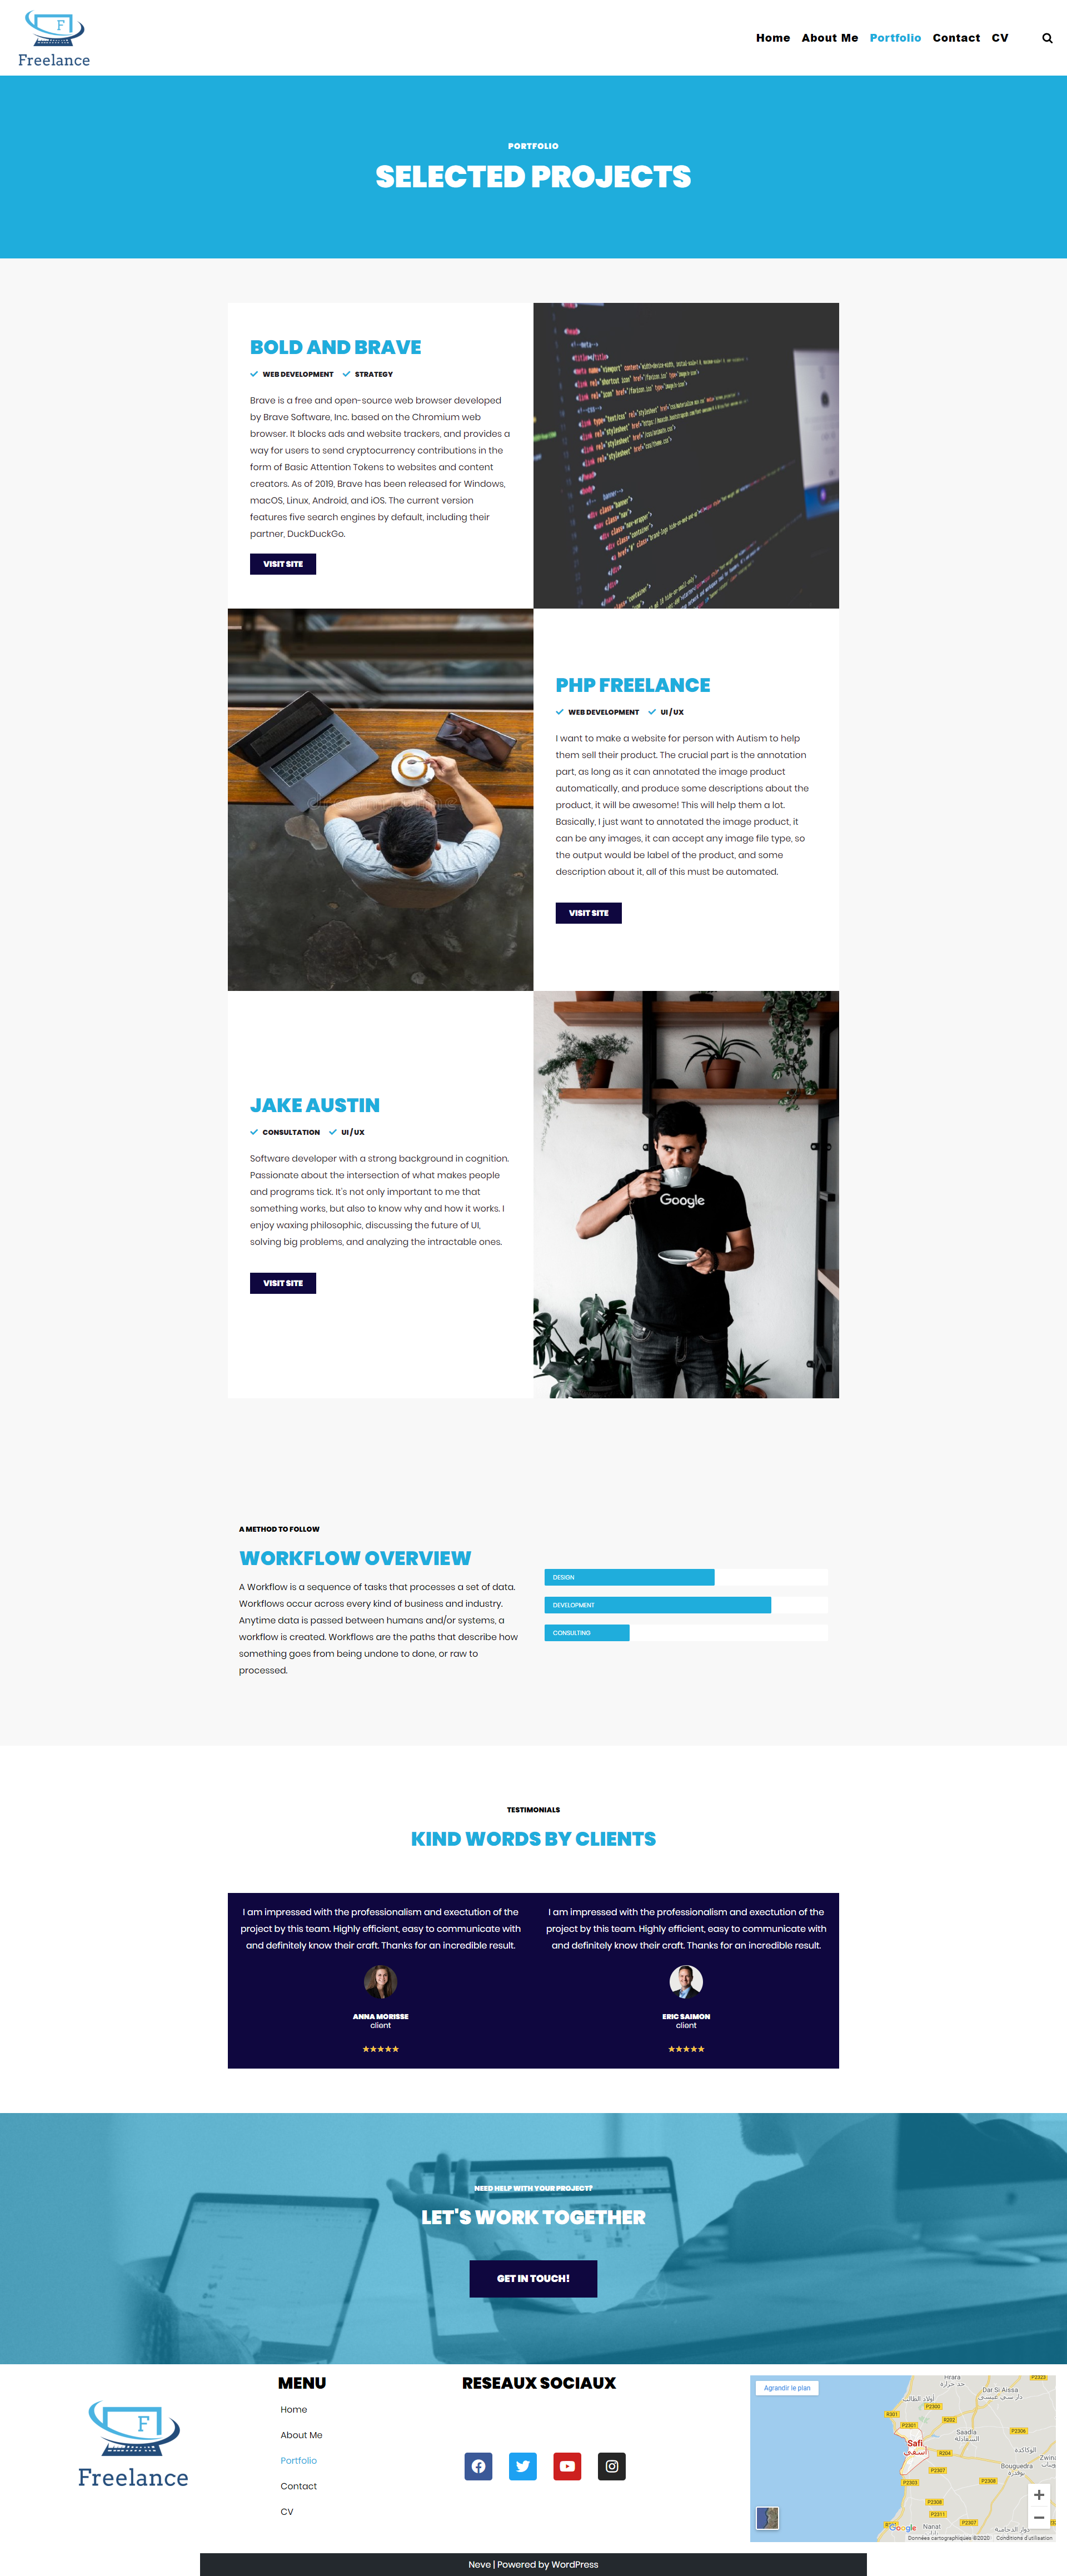 F
Freelance
Home About Me Portfolio Contact CV
PORTFOLIO
SELECTED PROJECTS
BOLD AND BRAVE
WEB DEVELOPMENT STRATEGY
Brave is a free and open-source web browser developed
by Brave Software, Inc. based on the Chromium web
browser. It blocks ads and website trackers, and provides a
way for users to send cryptocurrency contributions in the
form of Basic Attention Tokens to websites and content
creators. As of 2019, Brave has been released for Windows,
macOS, Linux, Android, and iOS. The current version
features five search engines by default, including their
partner, DuckDuckGo.
VISIT SITE
PHP FREELANCE
WEB DEVELOPMENT UI / UX
I want to make a website for person with Autism to help
them sell their product. The crucial part is the annotation
part, as long as it can annotated the image product
automatically, and produce some descriptions about the
product, it will be awesome! This will help them a lot.
Basically, I just want to annotated the image product, it
can be any images, it can accept any image file type, so
the output would be label of the product, and some
description about it, all of this must be automated.
VISIT SITE
JAKE AUSTIN
CONSULTATION UI / UX
Software developer with a strong background in cognition.
Passionate about the intersection of what makes people
and programs tick. It's not only important to me that
something works, but also to know why and how it works. I
enjoy waxing philosophic, discussing the future of UI,
solving big problems, and analyzing the intractable ones.
VISIT SITE
Google
A METHOD TO FOLLOW
WORKFLOW OVERVIEW
A Workflow is a sequence of tasks that processes a set of data.
Workflows occur across every kind of business and industry.
Anytime data is passed between humans and/or systems, a
workflow is created. Workflows are the paths that describe how
something goes from being undone to done, or raw to
processed.
DESIGN
DEVELOPMENT
CONSULTING
TESTIMONIALS
KIND WORDS BY CLIENTS
I am impressed with the professionalism and exectution of the
project by this team. Highly efficient, easy to communicate with
and definitely know their craft. Thanks for an incredible result.
ANNA MORISSE
client
I am impressed with the professionalism and exectution of the
project by this team. Highly efficient, easy to communicate with
and definitely know their craft. Thanks for an incredible result.
ERIC SAIMON
client
NEED HELP WITH YOUR PROJECT?
LET'S WORK TOGETHER
GET IN TOUCH!
F
Freelance
MENU
Home
About Me
Portfolio
Contact
CV
RESEAUX SOCIAUX
Agrandir le plan
Hrara
P2323
Dar Si Aissa
P2300
R301
R202
P2301
Saadla
P2306
Safi
آسفي
R204
Bouguedra
P2307
P2303
P2308
P2308
P2311
P2307
Nanat
Google
Données cartographiques ©2020 Conditions d'utilisation
Neve | Powered by WordPress